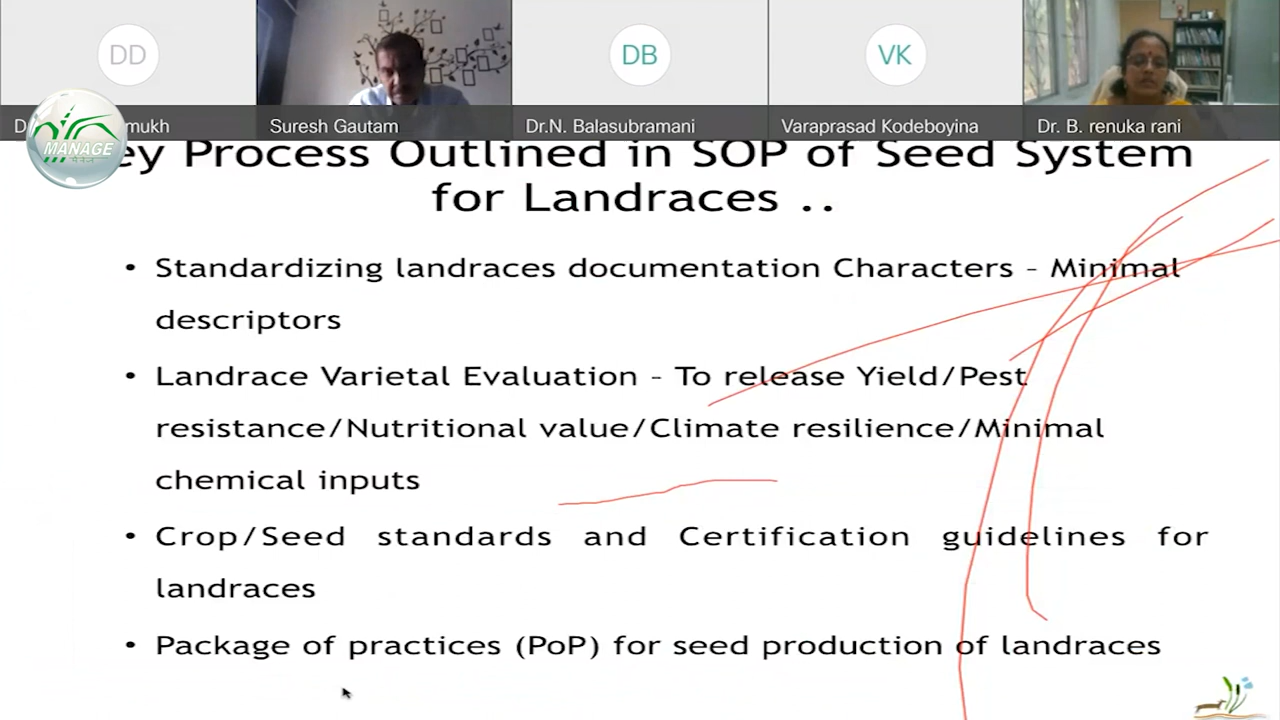 DD
DB
VK
mukh
Suresh Gautam
Dr.N. Balasubramani
Varaprasad Kodeboyina
Dr. B. renuka rani
MANAGE
ey Process Outlined in SOP of Seed System
for Landraces ..
• Standardizing landraces documentation Characters - Minimal
descriptors
• Landrace Varietal Evaluation - To release Yield/Pest
resistance/Nutritional value/Climate resilience/Minimal
chemical inputs
• Crop/Seed standards and Certification guidelines for
landraces
• Package of practices (PoP) for seed production of landraces